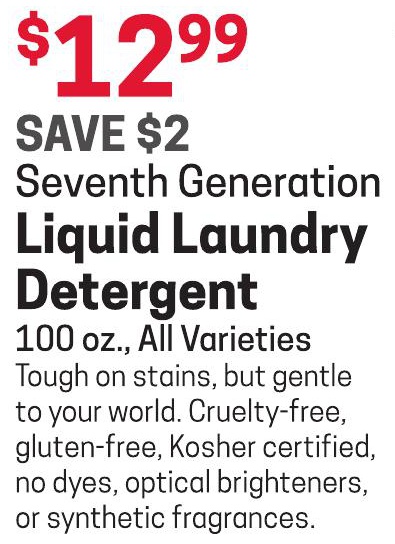 $12.99
SAVE $2
Seventh Generation
Liquid Laundry
Detergent
100 oz., All Varieties
Tough on stains, but gentle
to your world. Cruelty-free,
gluten-free, Kosher certified,
no dyes, optical brighteners,
or synthetic fragrances.